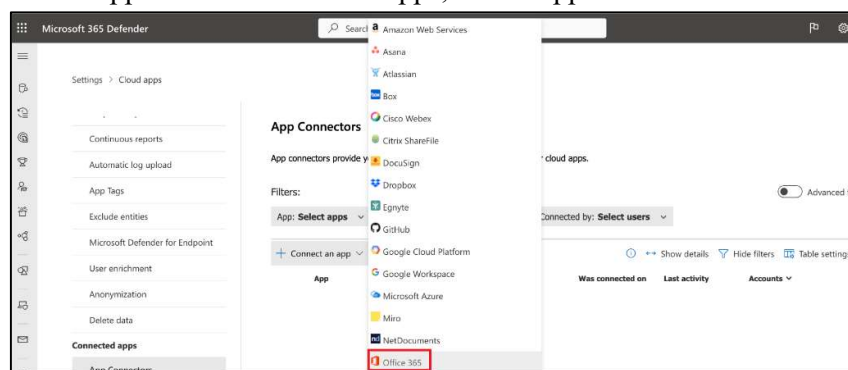 Microsoft 365 Defender
Search
Settings > Cloud apps
Continuous reports
Automatic log upload
App Tags
Exclude entities
Microsoft Defender for Endpoint
User enrichment
Anonymization
Delete data
Connected apps
App Connectors
App Connectors
App connectors provide y
r cloud apps.
Filters:
Advanced
App: Select apps
Connected by: Select users
+ Connect an app
Show details
Hide filters
Table settings
App
Was connected on
Last activity
Accounts
Amazon Web Services
Asana
Atlassian
Box
Cisco Webex
Citrix ShareFile
DocuSign
Dropbox
Egnyte
GitHub
Google Cloud Platform
Google Workspace
Microsoft Azure
Miro
NetDocuments
Office 365